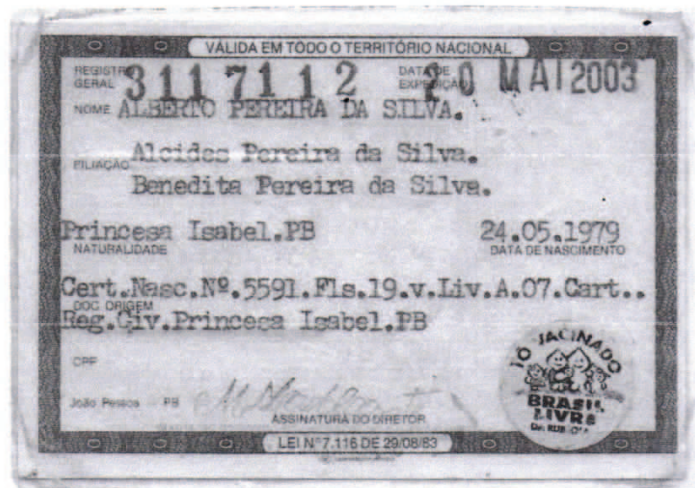 VÁLIDA EM TODO O TERRITÓRIO NACIONAL
REGISTRO GERAL 3117112 DATA DE EXPEDIÇÃO 20 MAI 2003
NOME ALBERTO PEREIRA DA SILVA.
FILIAÇÃO Alcides Pereira da Silva.
Benedita Pereira da Silva.
Princesa Isabel.PB 24.05.1979
NATURALIDADE DATA DE NASCIMENTO
Cert.Nasc.Nº.5591.Fls.19.v.Liv.A.07.Cart..
DOC ORIGEM
Reg.Civ.Princesa Isabel.PB
CPF
João Pessoa PB
ASSINATURA DO DIRETOR
LEI Nº 7.116 DE 29/08/83
VACINADO
BRASIL
LIVRE
DA